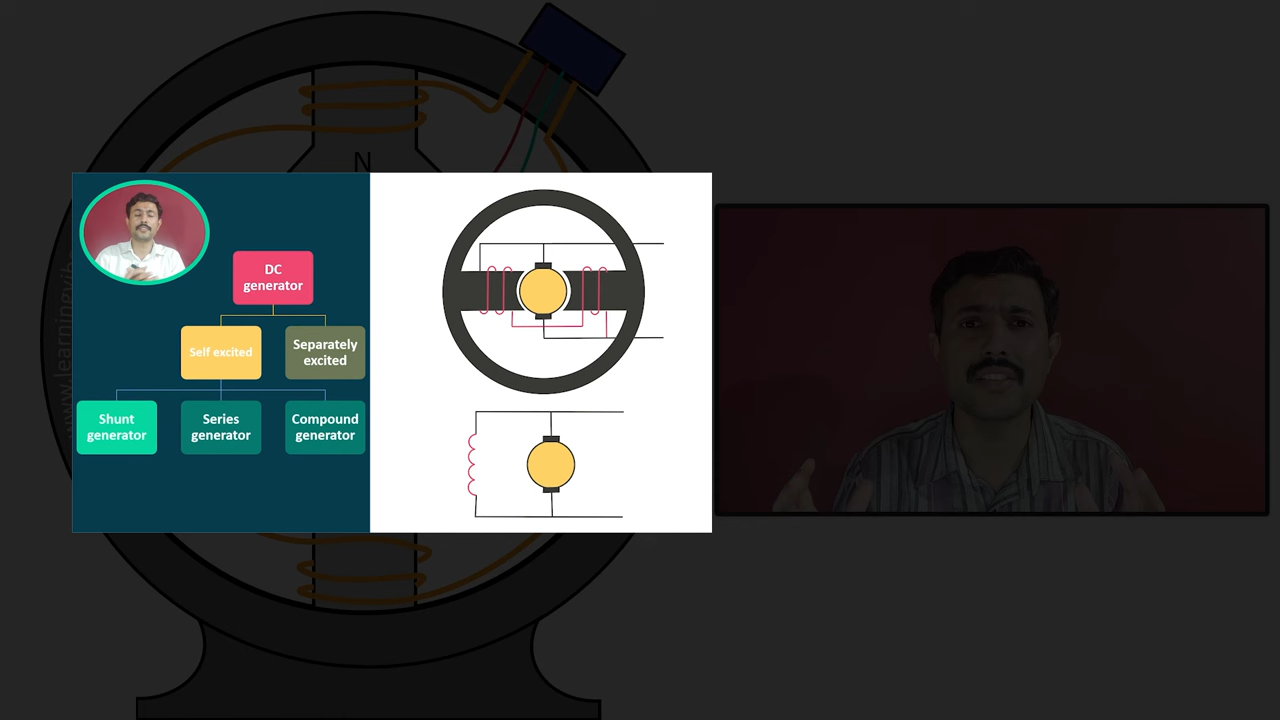 N
DC
generator
Self excited
Separately
excited
Shunt
generator
Series
generator
Compound
generator